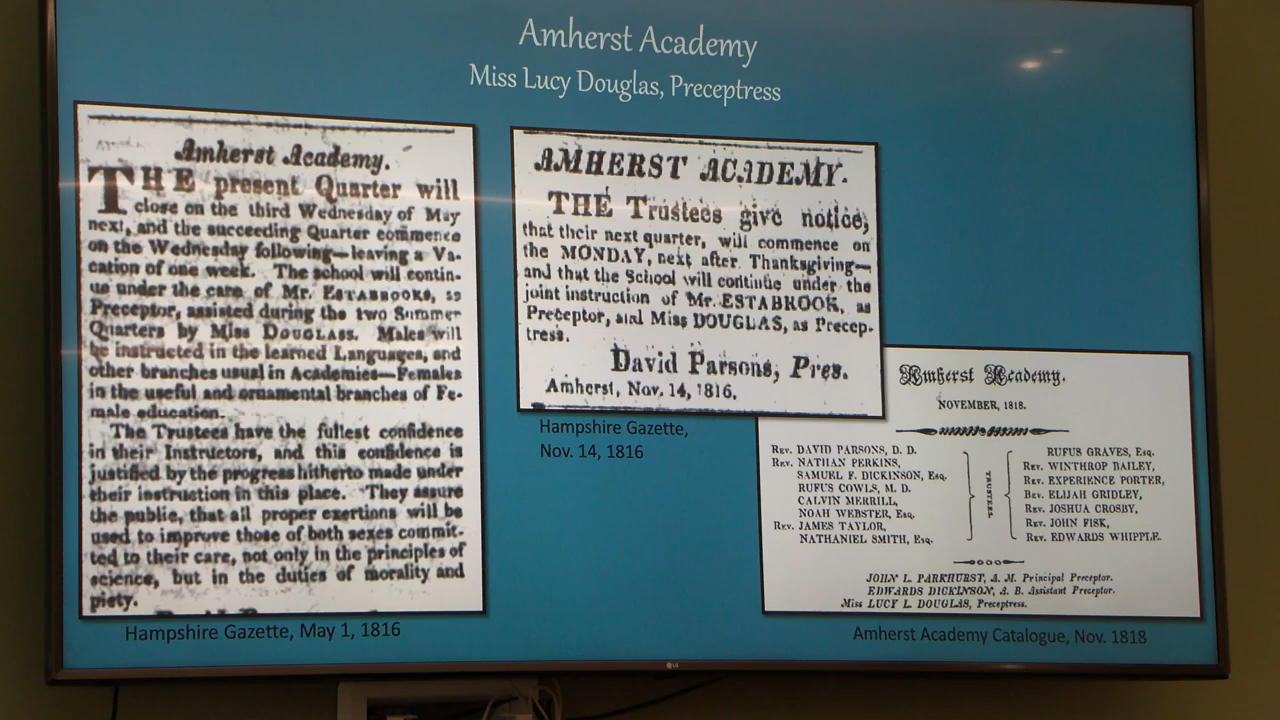 Amherst Academy
Miss Lucy Douglas, Preceptress
Amherst Academy.
THE present Quarter will
close on the third Wednesday of May
next, and the succeeding Quarter commence
on the Wednesday following—leaving a Va-
cation of one week. The school will contin-
ue under the care of Mr. ESTABROOKS, as
Preceptor, assisted during the two Summer
Quarters by Miss DOUGLASS. Males will
be instructed in the learned Languages, and
other branches usual in Academies—Females
in the useful and ornamental branches of Fe-
male education.
The Trustees have the fullest confidence
in their Instructors, and this confidence is
justified by the progress hitherto made under
their instruction in this place. They assure
the public, that all proper exertions will be
used to improve those of both sexes commit-
ted to their care, not only in the principles of
science, but in the duties of morality and
piety.
Hampshire Gazette, May 1, 1816
AMHERST ACADEMY.
THE Trustees give notice,
that their next quarter, will commence on
the MONDAY, next after Thanksgiving—
and that the School will continue under the
joint instruction of Mr. ESTABROOK, as
Preceptor, and Miss DOUGLAS, as Precep-
tress.
David Parsons, Pres.
Amherst, Nov. 14, 1816.
Hampshire Gazette,
Nov. 14, 1816
Amherst Academy.
NOVEMBER, 1818.
REV. DAVID PARSONS, D. D.
REV. NATHAN PERKINS,
SAMUEL F. DICKINSON, Esq.
RUFUS COWLS, M. D.
CALVIN MERRILL,
NOAH WEBSTER, Esq.
REV. JAMES TAYLOR,
NATHANIEL SMITH, Esq.
TRUSTEES.
RUFUS GRAVES, Esq.
REV. WINTHROP BAILEY,
REV. EXPERIENCE PORTER,
REV. ELIJAH GRIDLEY,
REV. JOSHUA CROSBY,
REV. JOHN FISK,
REV. EDWARDS WHIPPLE.
JOHN L. PARKHURST, A. M. Principal Preceptor.
EDWARDS DICKINSON, A. B. Assistant Preceptor.
Miss LUCY L. DOUGLAS, Preceptress.
Amherst Academy Catalogue, Nov. 1818
LG